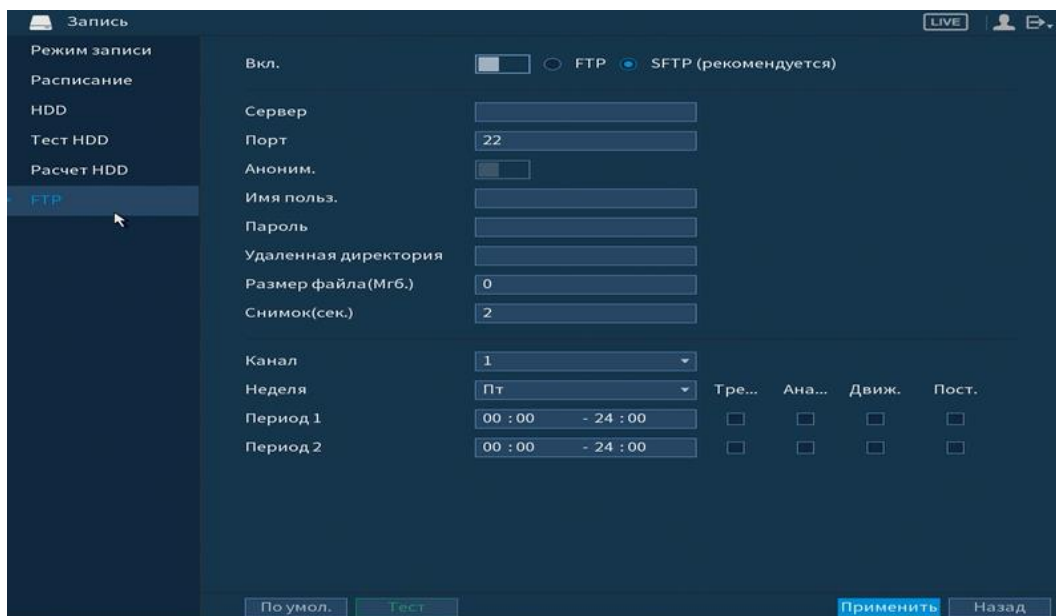 Запись LIVE
Режим записи
Расписание
HDD
Тест HDD
Расчет HDD
FTP
Вкл. FTP SFTP (рекомендуется)
Сервер
Порт 22
Аноним.
Имя польз.
Пароль
Удаленная директория
Размер файла(Мгб.) 0
Снимок(сек.) 2
Канал 1
Неделя Пт Тре... Ана... Движ. Пост.
Период 1 00 : 00 - 24 : 00
Период 2 00 : 00 - 24 : 00
По умол. Тест Применить Назад